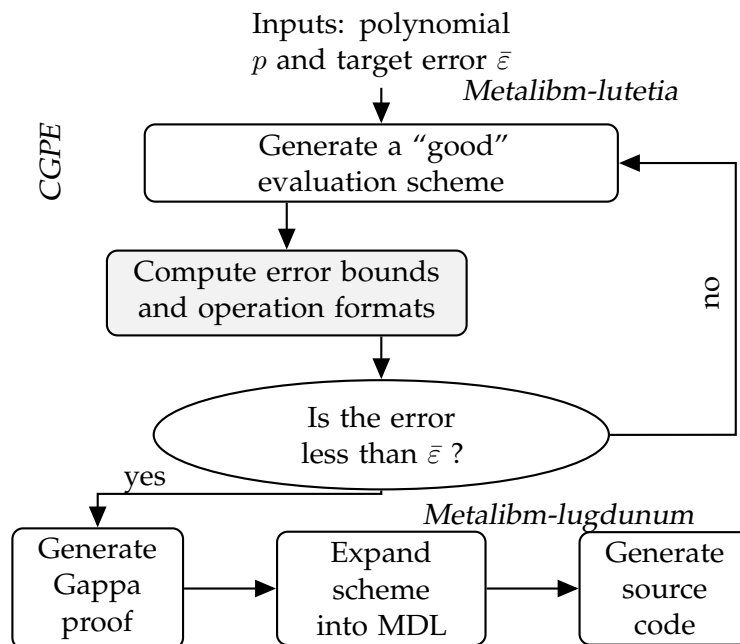 Inputs: polynomial
p and target error ε̄
Metalibm-lutetia
CGPE
Generate a “good”
evaluation scheme
Compute error bounds
and operation formats
no
Is the error
less than ε̄ ?
yes
Metalibm-lugdunum
Generate
Gappa
proof
Expand
scheme
into MDL
Generate
source
code